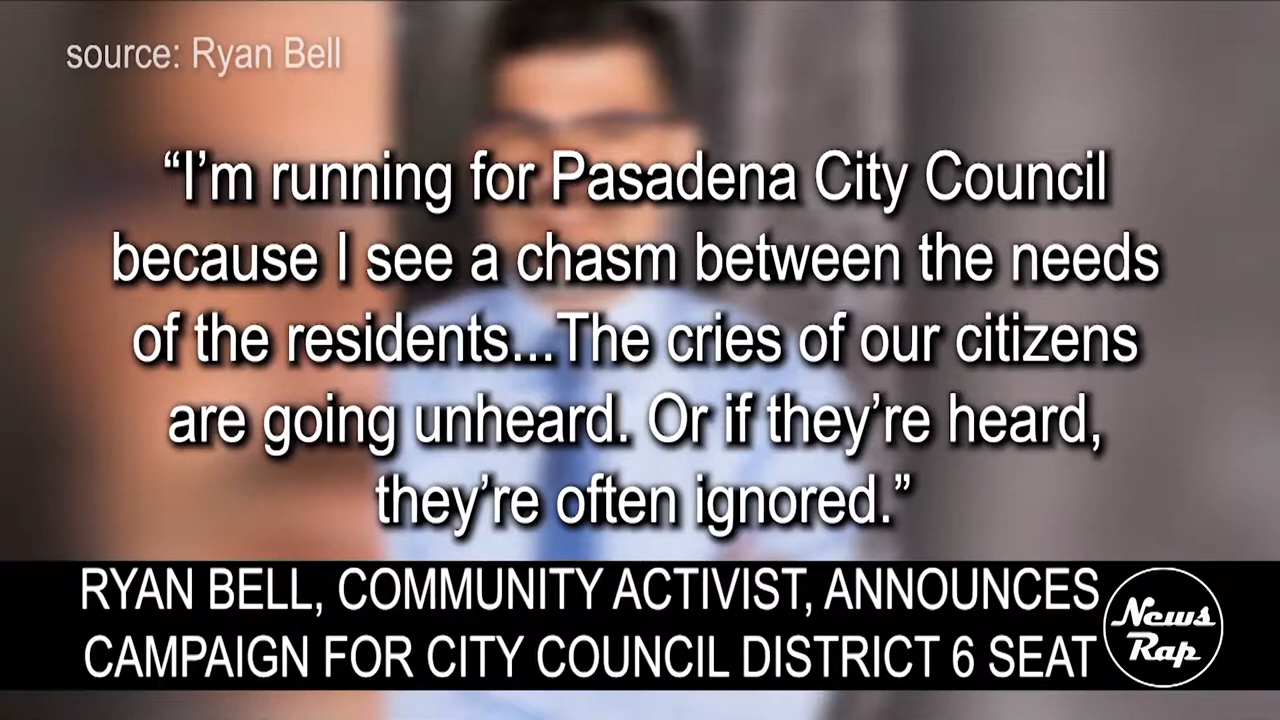 source: Ryan Bell
“I’m running for Pasadena City Council
because I see a chasm between the needs
of the residents...The cries of our citizens
are going unheard. Or if they’re heard,
they’re often ignored.”
RYAN BELL, COMMUNITY ACTIVIST, ANNOUNCES
CAMPAIGN FOR CITY COUNCIL DISTRICT 6 SEAT
News
Rap